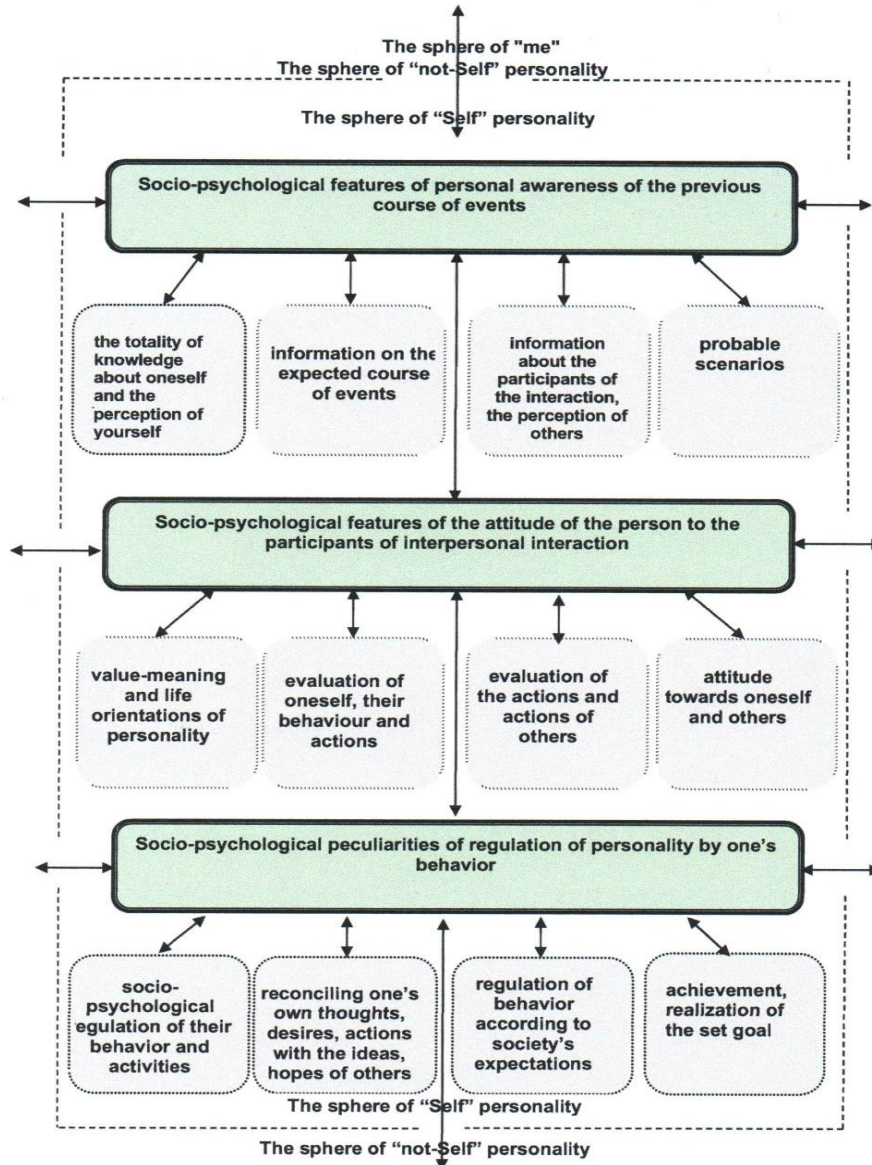 The sphere of "me"
The sphere of “not-Self” personality
The sphere of “Self” personality
Socio-psychological features of personal awareness of the previous
course of events
the totality of
knowledge
about oneself
and the
perception of
yourself
information on the
expected course
of events
information
about the
participants of
the interaction,
the perception of
others
probable
scenarios
Socio-psychological features of the attitude of the person to the
participants of interpersonal interaction
value-meaning
and life
orientations of
personality
evaluation of
oneself, their
behaviour and
actions
evaluation of
the actions and
actions of
others
attitude
towards oneself
and others
Socio-psychological peculiarities of regulation of personality by one’s
behavior
socio-
psychological
egulation of their
behavior and
activities
reconciling one’s
own thoughts,
desires, actions
with the ideas,
hopes of others
regulation of
behavior
according to
society’s
expectations
achievement,
realization of
the set goal
The sphere of “Self” personality
The sphere of “not-Self” personality